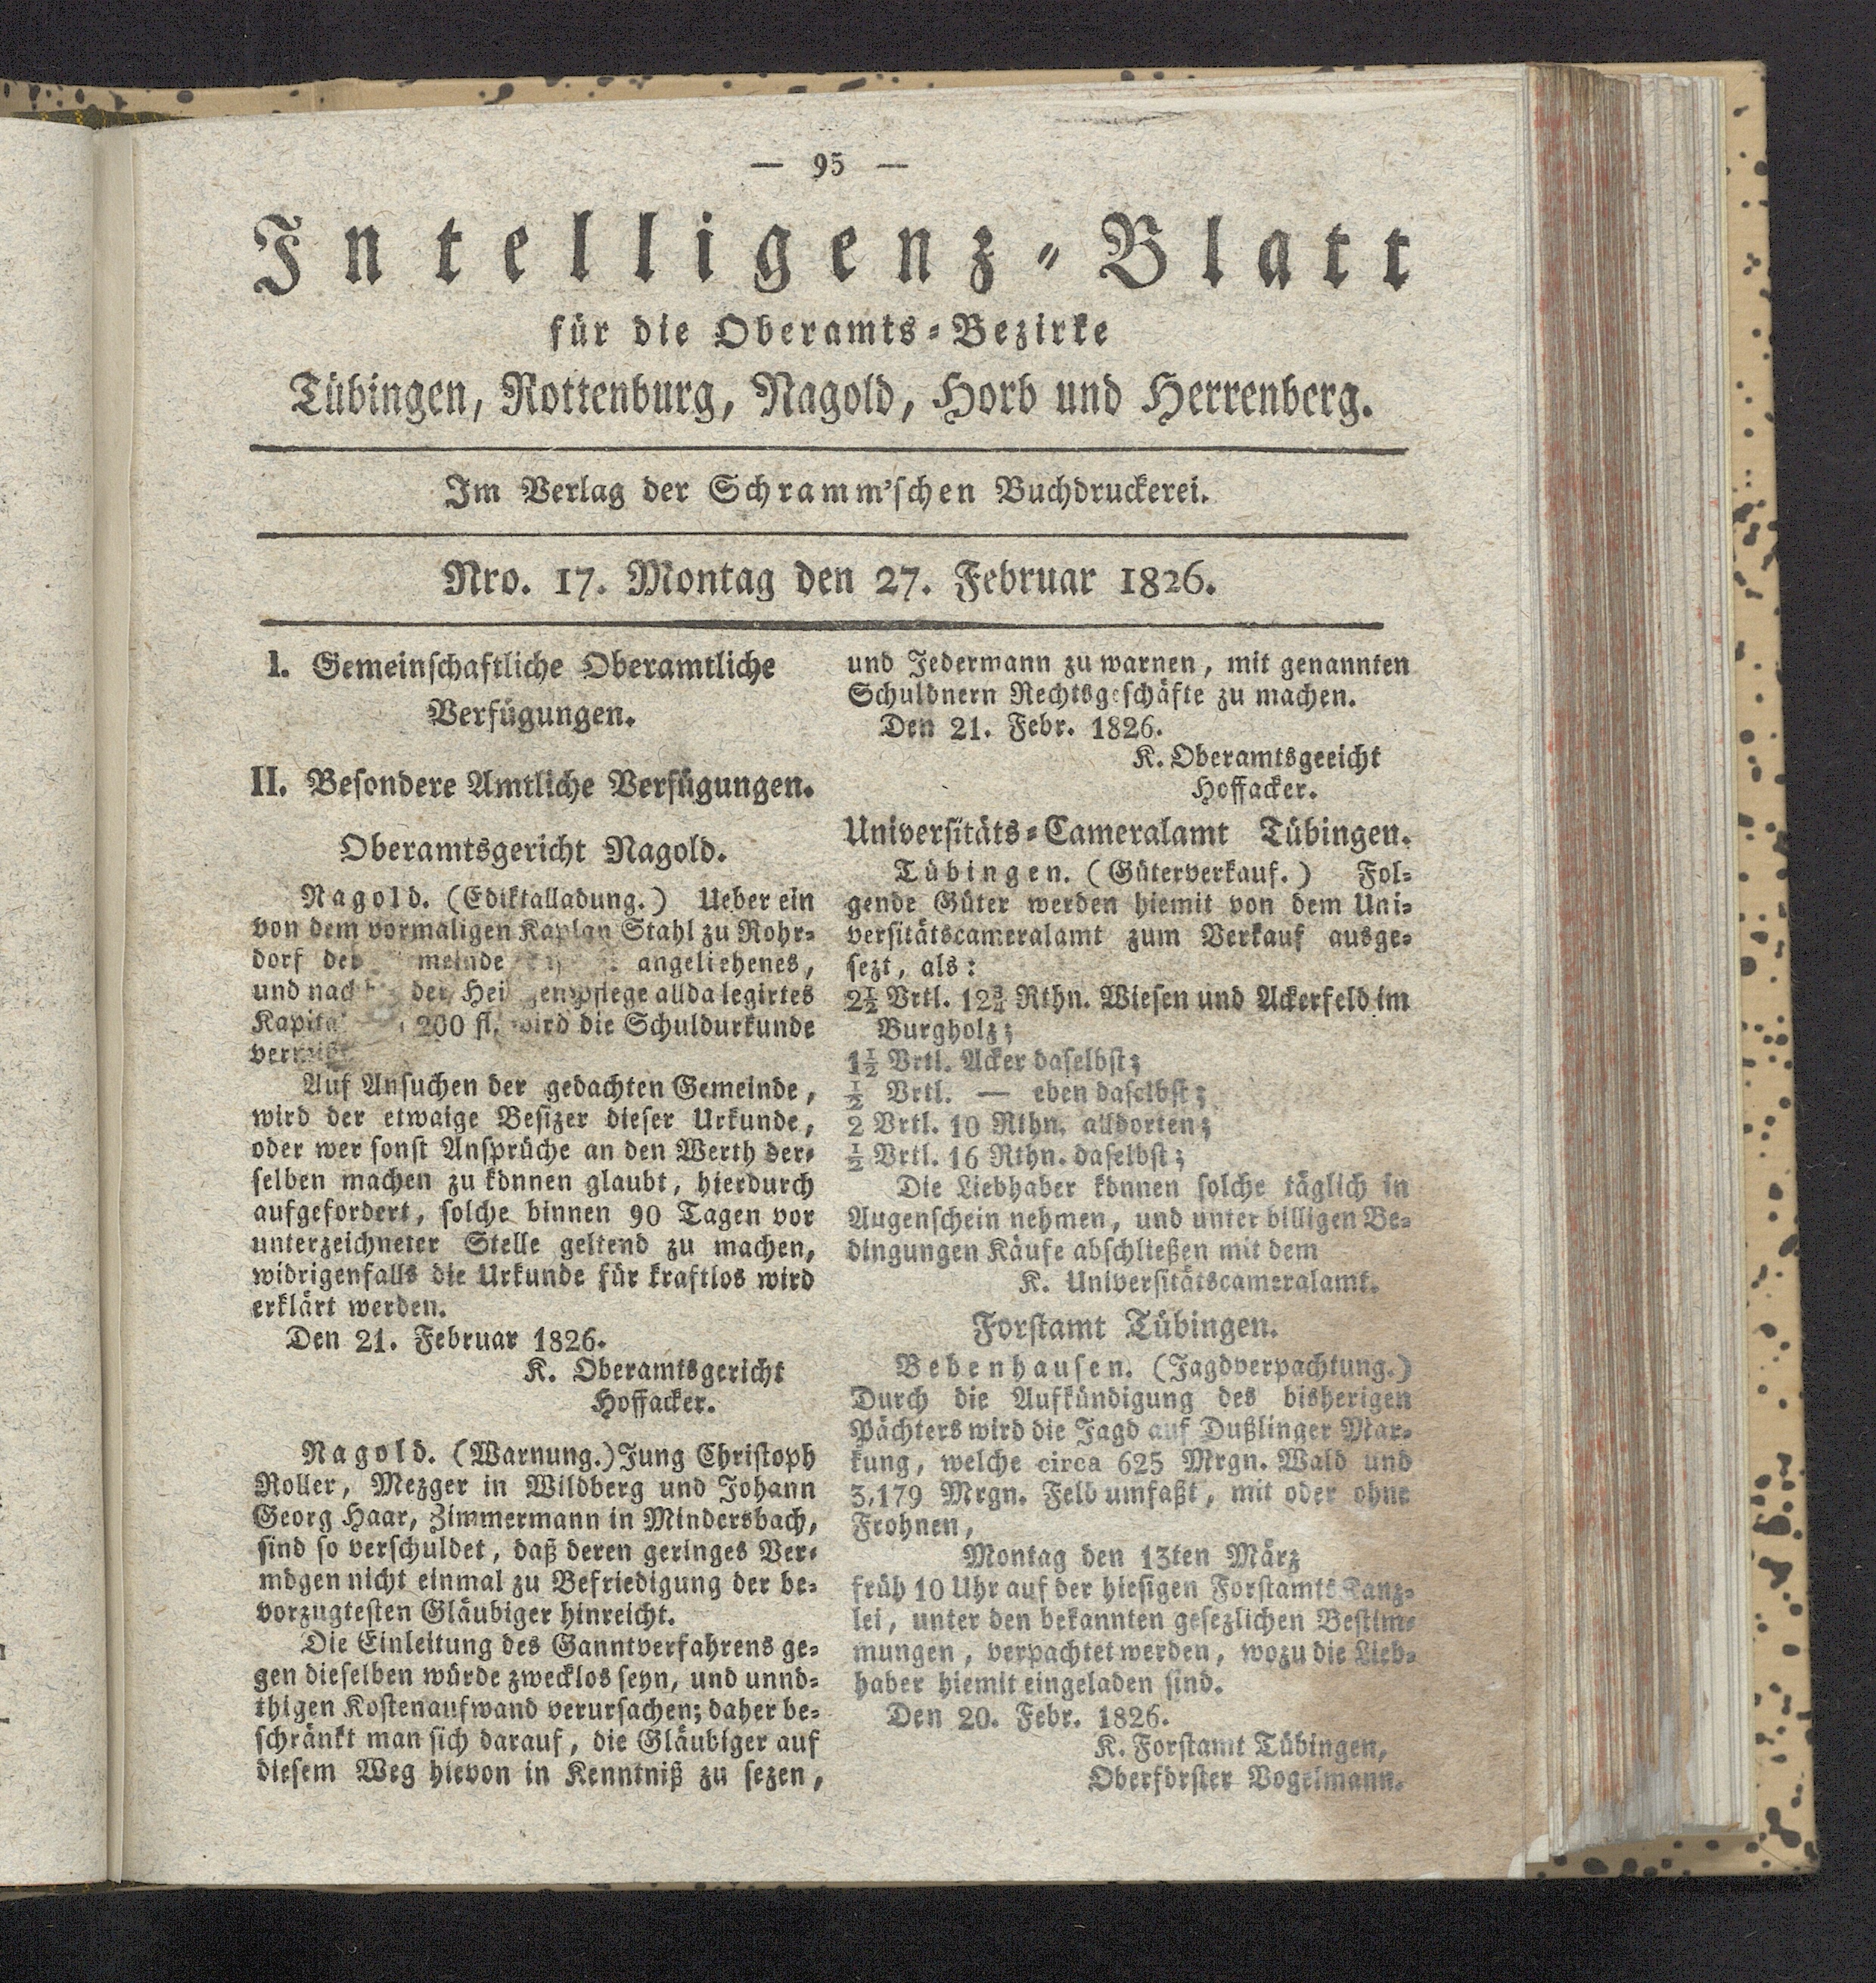 — 95 —
Intelligenz-Blatt
für die Oberamts-Bezirke
Tübingen, Rottenburg, Nagold, Horb und Herrenberg.
Im Verlag der Schramm'schen Buchdruckerei.
Nro. 17. Montag den 27. Februar 1826.
I. Gemeinschaftliche Oberamtliche
Verfügungen.
II. Besondere Amtliche Verfügungen.
Oberamtsgericht Nagold.
Nagold. (Ediktalladung.) Ueber ein
von dem vormaligen Kaplan Stahl zu Rohr-
dorf der angeliehenes,
und der allda legirtes
200 fl. wird die Schuldurkunde
Auf Ansuchen der gedachten Gemeinde,
wird der etwaige Besizer dieser Urkunde,
oder wer sonst Ansprüche an den Werth der-
selben machen zu können glaubt, hierdurch
aufgefordert, solche binnen 90 Tagen vor
unterzeichneter Stelle geltend zu machen,
widrigenfalls die Urkunde für kraftlos wird
erklärt werden.
Den 21. Februar 1826.
K. Oberamtsgericht
Hoffacker.
Nagold. (Warnung.) Jung Christoph
Roller, Mezger in Wildberg und Johann
Georg Haar, Zimmermann in Mindersbach,
sind so verschuldet, daß deren geringes Ver-
mögen nicht einmal zu Befriedigung der be-
vorzugtesten Gläubiger hinreicht.
Die Einleitung des Ganntverfahrens ge-
gen dieselben würde zwecklos seyn, und unnö-
thigen Kostenaufwand verursachen; daher be-
schränkt man sich darauf, die Gläubiger auf
diesem Weg hievon in Kenntniß zu sezen,
und Jedermann zu warnen, mit genannten
Schuldnern Rechtsgeschäfte zu machen.
Den 21. Febr. 1826.
K. Oberamtsgeeicht
Hoffacker.
Universitäts-Cameralamt Tübingen.
Tübingen. (Güterverkauf.) Fol-
gende Güter werden hiemit von dem Uni-
versitätscameralamt zum Verkauf ausge-
sezt, als:
2½ Vrtl. 12¾ Rthn. Wiesen und Ackerfeld im
Burgholz;
1½ Vrtl. Acker daselbst;
½ Vrtl. — eben daselbst;
2 Vrtl. 10 Rthn. alldorten;
½ Vrtl. 16 Rthn. daselbst;
Die Liebhaber können solche täglich in
Augenschein nehmen, und unter billigen Be-
dingungen Käufe abschließen mit dem
K. Universitätscameralamt.
Forstamt Tübingen.
Bebenhausen. (Jagdverpachtung.)
Durch die Aufkündigung des bisherigen
Pächters wird die Jagd auf Dußlinger Mar-
kung, welche circa 625 Mrgn. Wald und
3,179 Mrgn. Feld umfaßt, mit oder ohne
Frohnen,
Montag den 13ten März
früh 10 Uhr auf der hiesigen Forstamts Kanz-
lei, unter den bekannten gesezlichen Bestim-
mungen, verpachtet werden, wozu die Lieb-
haber hiemit eingeladen sind.
Den 20. Febr. 1826.
K. Forstamt Tübingen,
Oberförster Vogelmann.